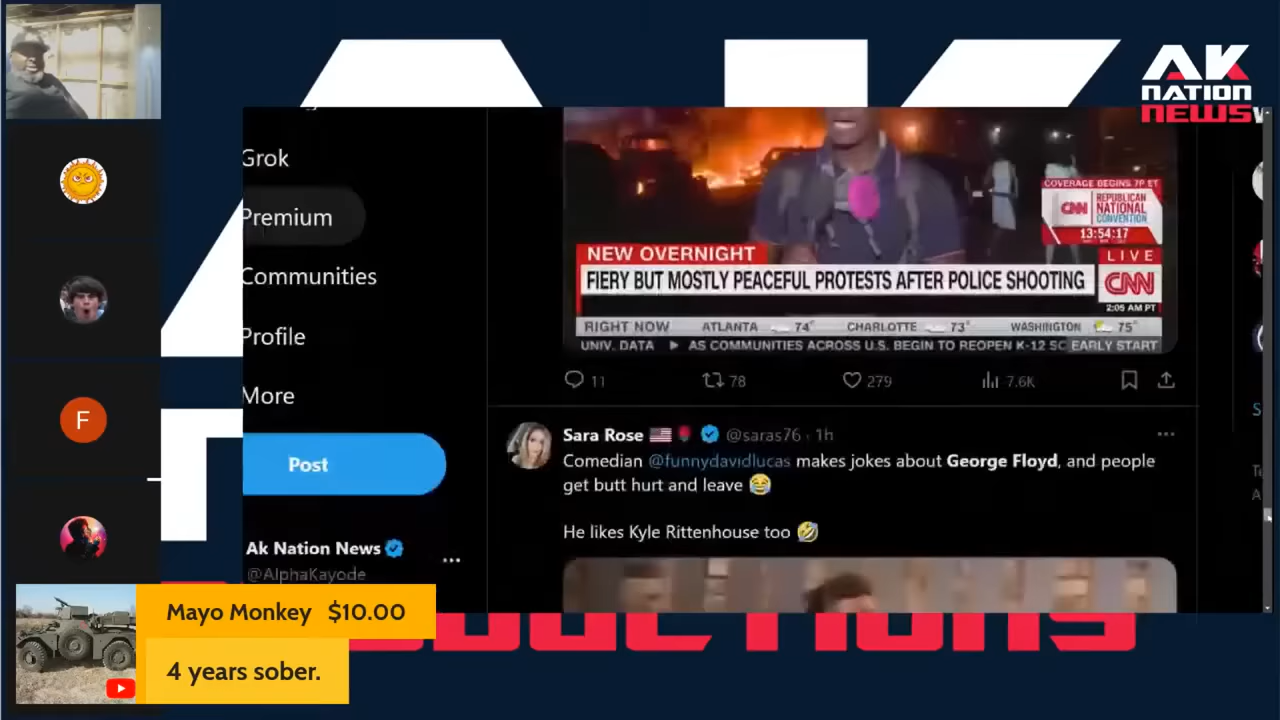 AK
NATION
NEWS
Grok
Premium
Communities
Profile
More
Post
Ak Nation News
@AlphaKayode
COVERAGE BEGINS 7P ET
CNN
REPUBLICAN
NATIONAL
CONVENTION
13:54:17
NEW OVERNIGHT
LIVE
FIERY BUT MOSTLY PEACEFUL PROTESTS AFTER POLICE SHOOTING
CNN
2:05 AM PT
RIGHT NOW ATLANTA 74° CHARLOTTE 73° WASHINGTON 75°
UNIV. DATA ▶ AS COMMUNITIES ACROSS U.S. BEGIN TO REOPEN K-12 SC EARLY START
11 78 279 7.6K
Sara Rose 🇺🇸🌹 @saras76 · 1h
Comedian @funnydavidlucas makes jokes about George Floyd, and people
get butt hurt and leave 😂
He likes Kyle Rittenhouse too 🤣
F
Mayo Monkey $10.00
4 years sober.